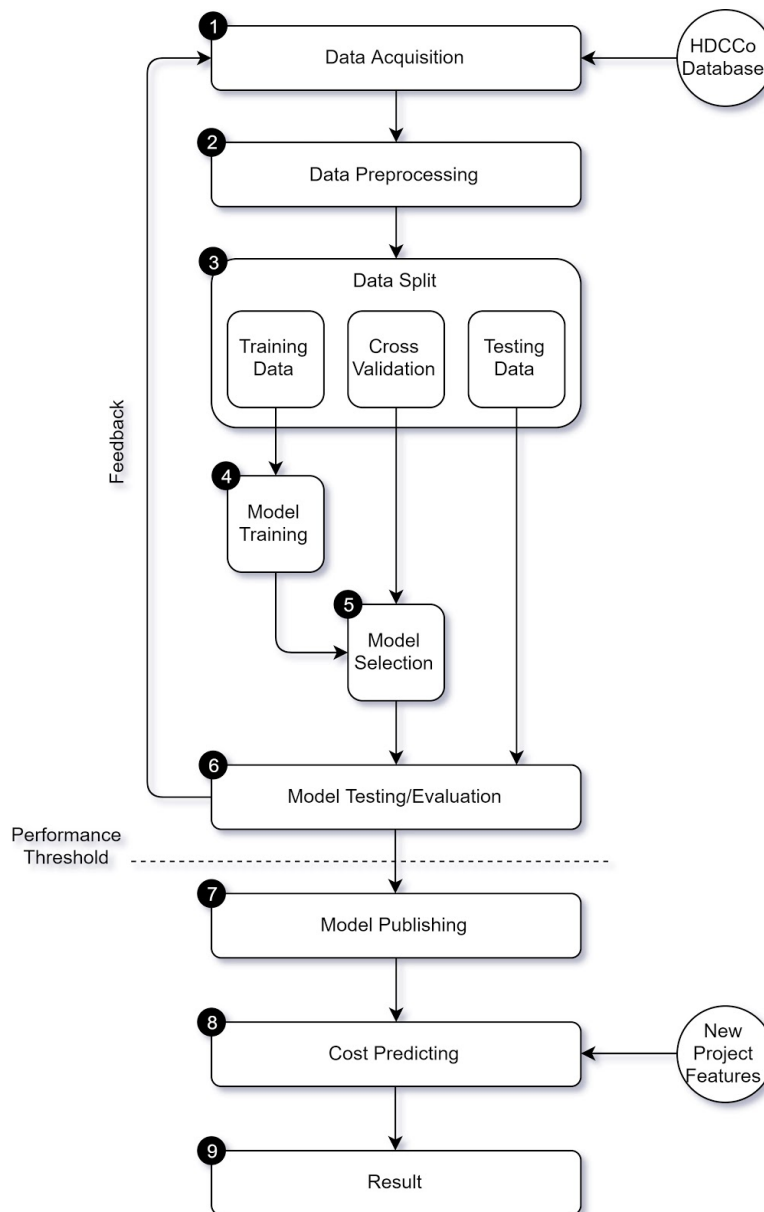 1
Data Acquisition
HDCCo
Database
2
Data Preprocessing
3
Data Split
Training
Data
Cross
Validation
Testing
Data
Feedback
4
Model
Training
5
Model
Selection
6
Model Testing/Evaluation
Performance
Threshold
7
Model Publishing
8
Cost Predicting
New
Project
Features
9
Result